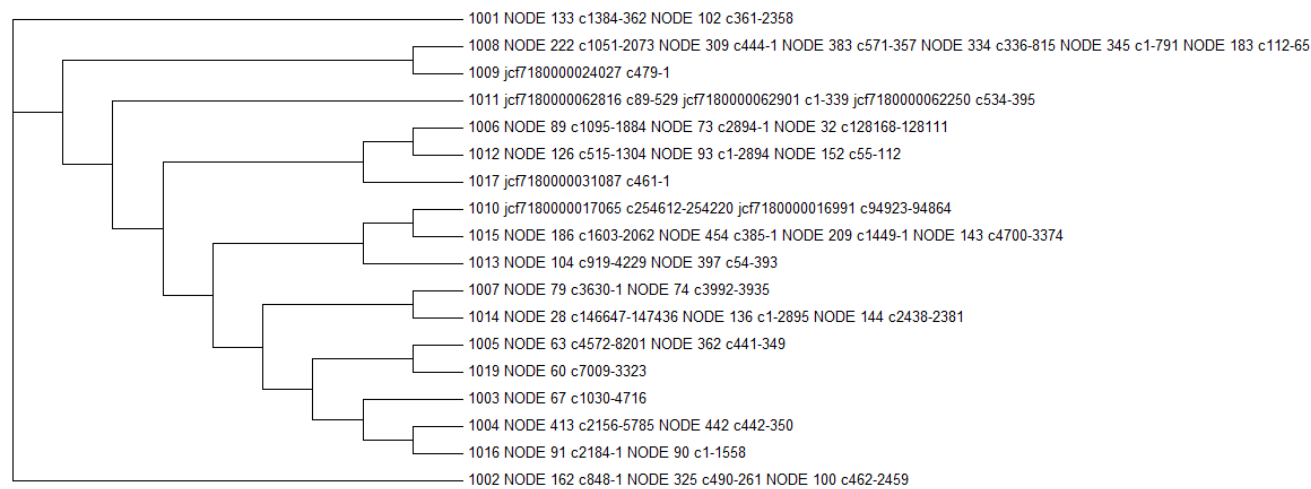 1001 NODE 133 c1384-362 NODE 102 c361-2358
1008 NODE 222 c1051-2073 NODE 309 c444-1 NODE 383 c571-357 NODE 334 c336-815 NODE 345 c1-791 NODE 183 c112-65
1009 jcf7180000024027 c479-1
1011 jcf7180000062816 c89-529 jcf7180000062901 c1-339 jcf7180000062250 c534-395
1006 NODE 89 c1095-1884 NODE 73 c2894-1 NODE 32 c128168-128111
1012 NODE 126 c515-1304 NODE 93 c1-2894 NODE 152 c55-112
1017 jcf7180000031087 c461-1
1010 jcf7180000017065 c254612-254220 jcf7180000016991 c94923-94864
1015 NODE 186 c1603-2062 NODE 454 c385-1 NODE 209 c1449-1 NODE 143 c4700-3374
1013 NODE 104 c919-4229 NODE 397 c54-393
1007 NODE 79 c3630-1 NODE 74 c3992-3935
1014 NODE 28 c146647-147436 NODE 136 c1-2895 NODE 144 c2438-2381
1005 NODE 63 c4572-8201 NODE 362 c441-349
1019 NODE 60 c7009-3323
1003 NODE 67 c1030-4716
1004 NODE 413 c2156-5785 NODE 442 c442-350
1016 NODE 91 c2184-1 NODE 90 c1-1558
1002 NODE 162 c848-1 NODE 325 c490-261 NODE 100 c462-2459